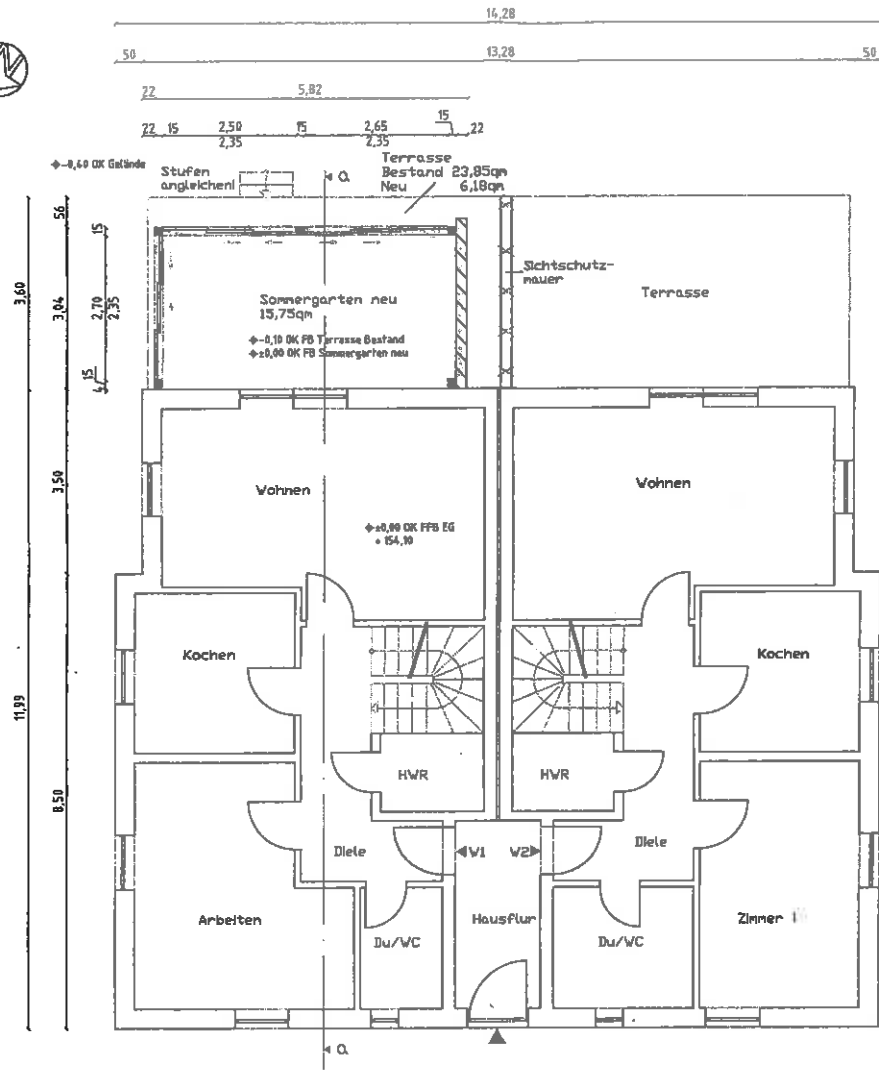 14,28
50 13,28 50
22 5,82
15
22 15 2,50 15 2,65 22
2,35 2,35
-0,60 OK Gelände
Stufen
angleichen!
a
Terrasse
Bestand 23,85qm
Neu 6,18qm
56
15
3,60
3,04
2,70
2,35
15
4
Sommergarten neu
15,75qm
-0,10 OK FB Terrasse Bestand
±0,00 OK FB Sommergarten neu
Sichtschutz-
mauer
Terrasse
3,50
Wohnen
Wohnen
±0,00 OK FFB EG
154,10
Kochen
Kochen
11,99
8,50
HWR
HWR
Diele
W1 W2
Diele
Arbeiten
Hausflur
Zimmer
Du/WC
Du/WC
a